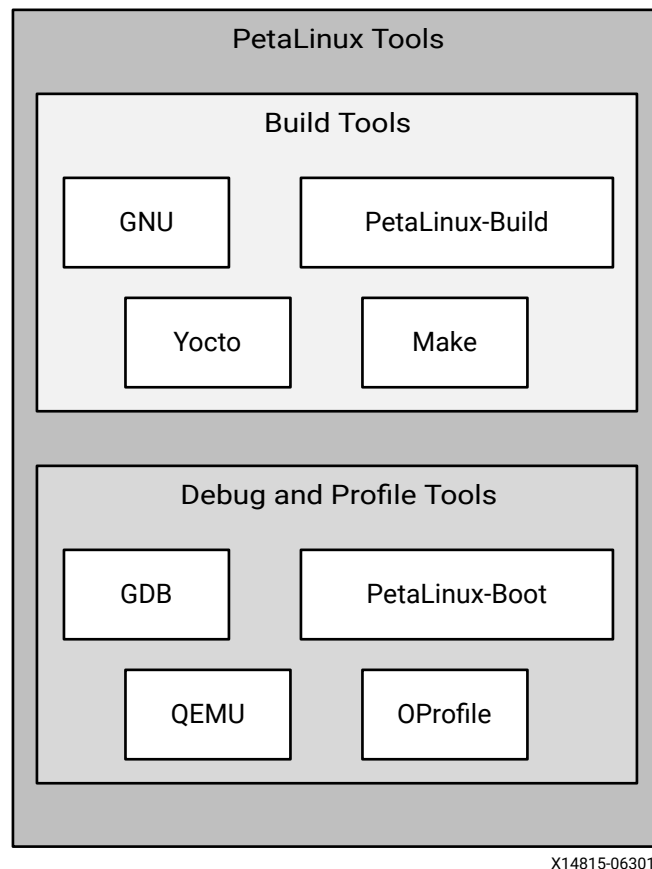 PetaLinux Tools
Build Tools
GNU
PetaLinux-Build
Yocto
Make
Debug and Profile Tools
GDB
PetaLinux-Boot
QEMU
OProfile
X14815-06301